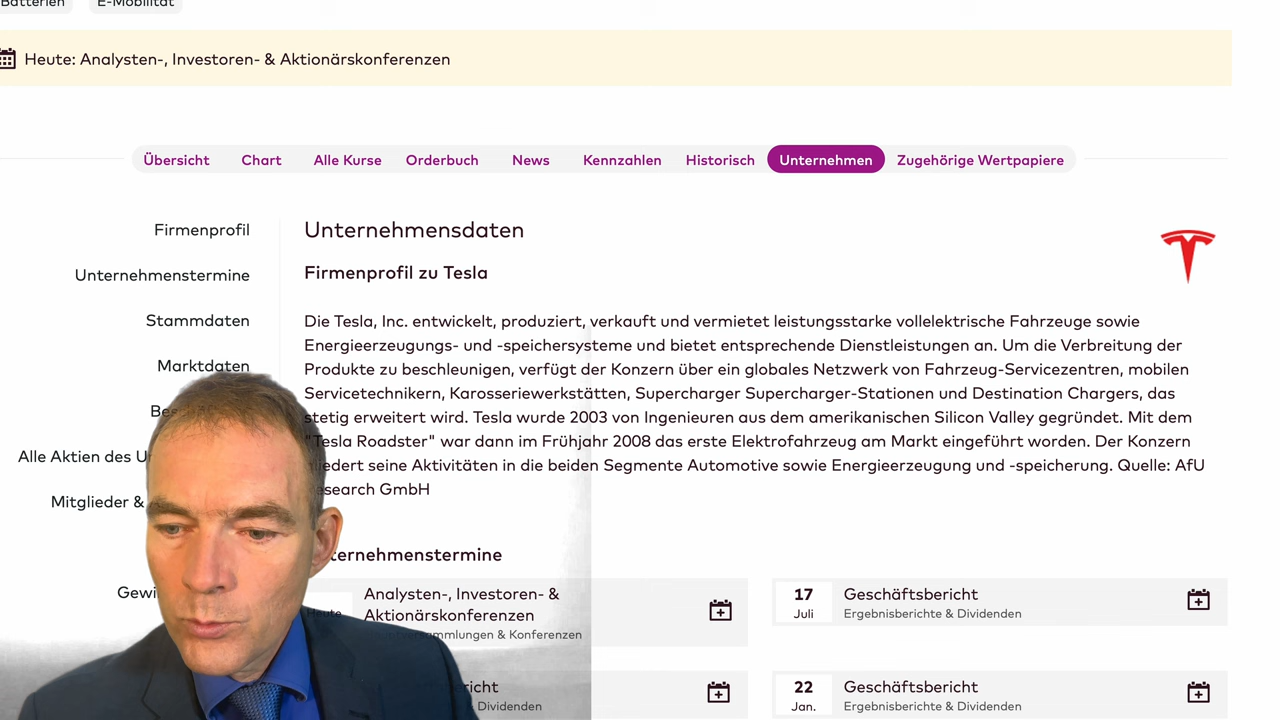 Batterien
E-Mobilität
Heute: Analysten-, Investoren- & Aktionärskonferenzen
Übersicht
Chart
Alle Kurse
Orderbuch
News
Kennzahlen
Historisch
Unternehmen
Zugehörige Wertpapiere
Firmenprofil
Unternehmenstermine
Stammdaten
Marktdaten
Alle Aktien des
Mitglieder &
Unternehmensdaten
Firmenprofil zu Tesla
Die Tesla, Inc. entwickelt, produziert, verkauft und vermietet leistungsstarke vollelektrische Fahrzeuge sowie
Energieerzeugungs- und -speichersysteme und bietet entsprechende Dienstleistungen an. Um die Verbreitung der
Produkte zu beschleunigen, verfügt der Konzern über ein globales Netzwerk von Fahrzeug-Servicezentren, mobilen
Servicetechnikern, Karosseriewerkstätten, Supercharger Supercharger-Stationen und Destination Chargers, das
stetig erweitert wird. Tesla wurde 2003 von Ingenieuren aus dem amerikanischen Silicon Valley gegründet. Mit dem
"Tesla Roadster" war dann im Frühjahr 2008 das erste Elektrofahrzeug am Markt eingeführt worden. Der Konzern
gliedert seine Aktivitäten in die beiden Segmente Automotive sowie Energieerzeugung und -speicherung. Quelle: AfU
Research GmbH
Unternehmenstermine
Heute
Analysten-, Investoren- &
Aktionärskonferenzen
& Konferenzen
17
Juli
Geschäftsbericht
Ergebnisberichte & Dividenden
& Dividenden
22
Jan.
Geschäftsbericht
Ergebnisberichte & Dividenden